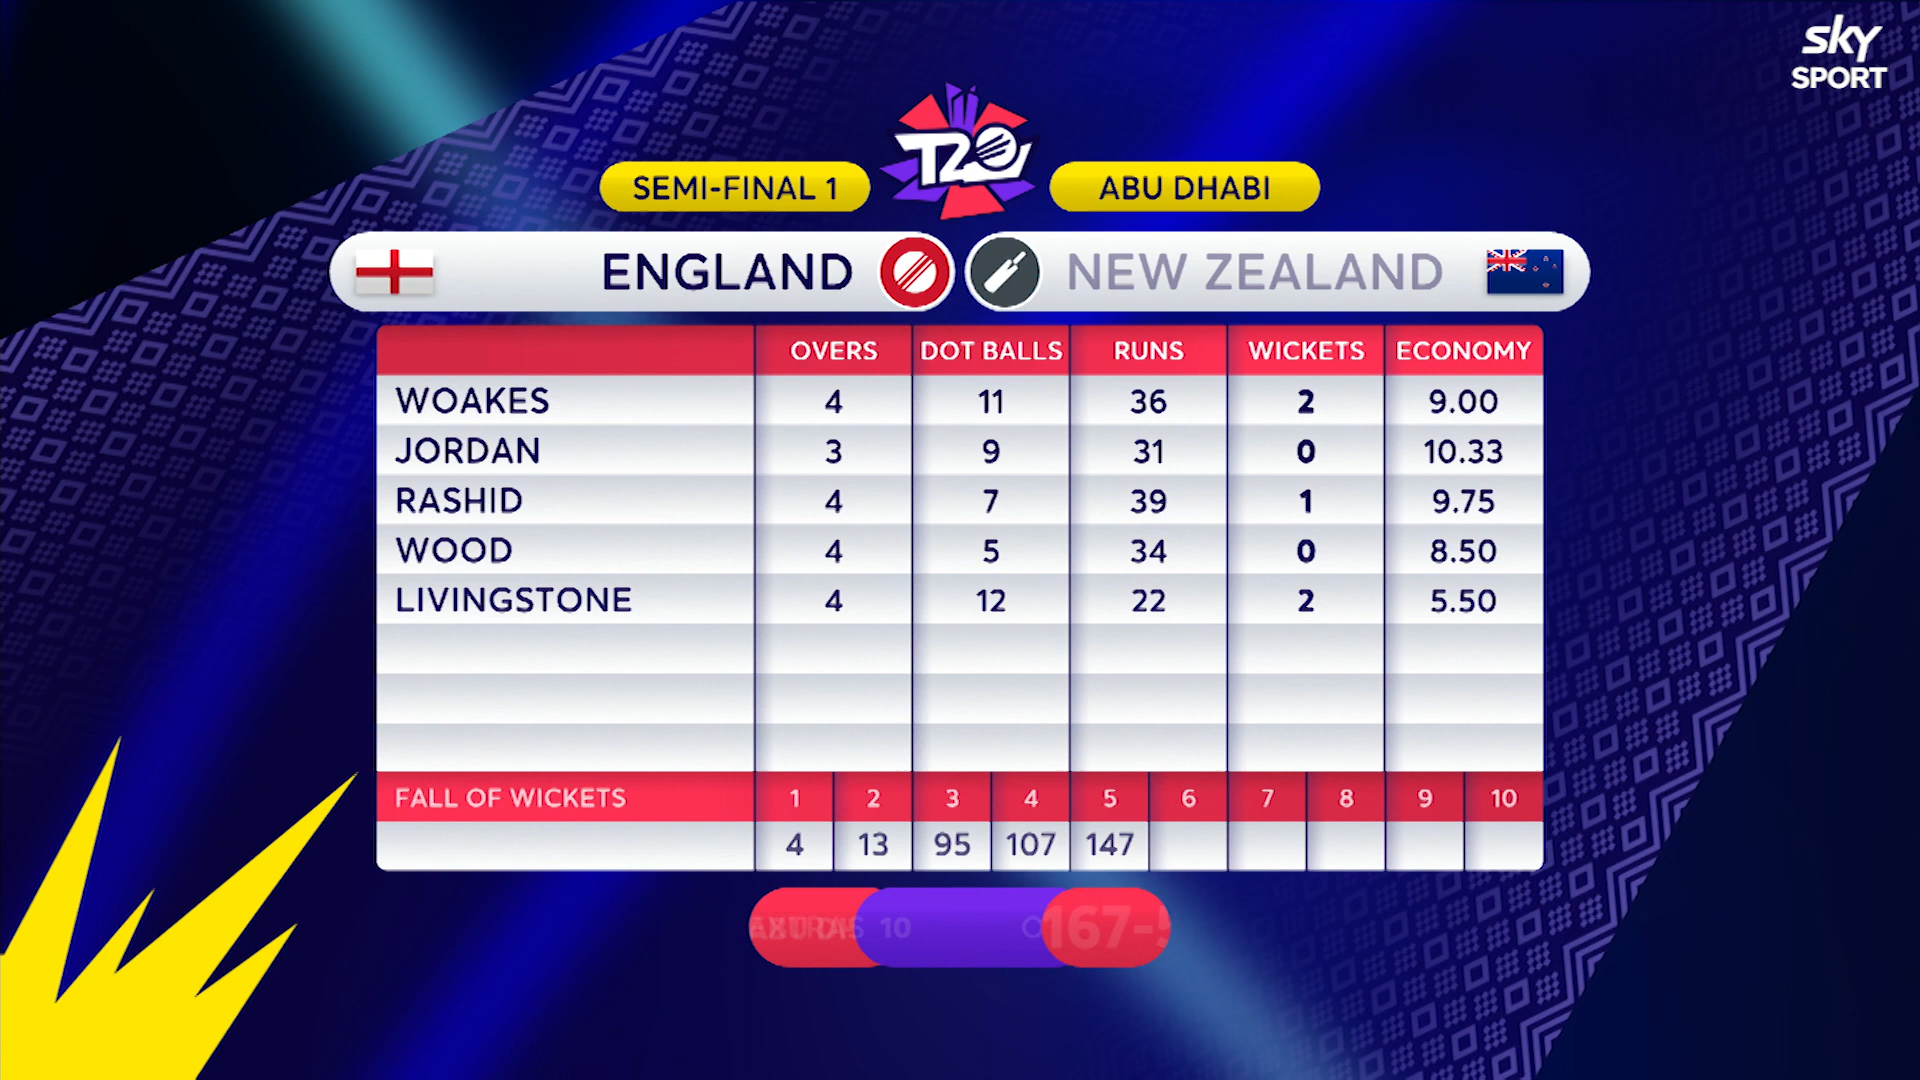 sky
SPORT
T20
SEMI-FINAL 1
ABU DHABI
ENGLAND NEW ZEALAND
OVERS DOT BALLS RUNS WICKETS ECONOMY
WOAKES 4 11 36 2 9.00
JORDAN 3 9 31 0 10.33
RASHID 4 7 39 1 9.75
WOOD 4 5 34 0 8.50
LIVINGSTONE 4 12 22 2 5.50
FALL OF WICKETS 1 2 3 4 5 6 7 8 9 10
4 13 95 107 147
10 167-5